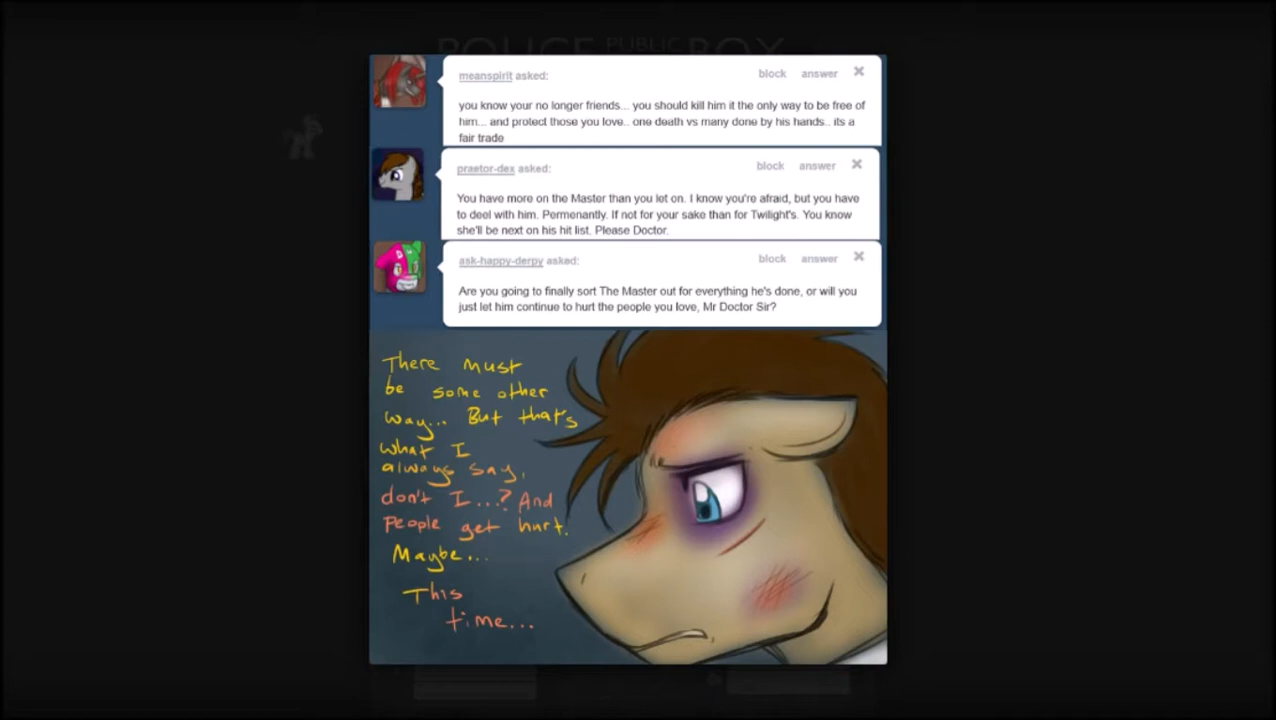 POLICE PUBLIC BOX
meanspirit asked:
block answer ×
you know your no longer friends... you should kill him it the only way to be free of
him... and protect those you love.. one death vs many done by his hands.. its a
fair trade
praetor-dex asked:
block answer ×
You have more on the Master than you let on. I know you're afraid, but you have
to deel with him. Permenantly. If not for your sake than for Twilight's. You know
she'll be next on his hit list. Please Doctor.
ask-happy-derpy asked:
block answer ×
Are you going to finally sort The Master out for everything he's done, or will you
just let him continue to hurt the people you love, Mr Doctor Sir?
There must
be some other
way... But that's
what I
always say,
don't I...? And
People get hurt.
Maybe...
This
time...